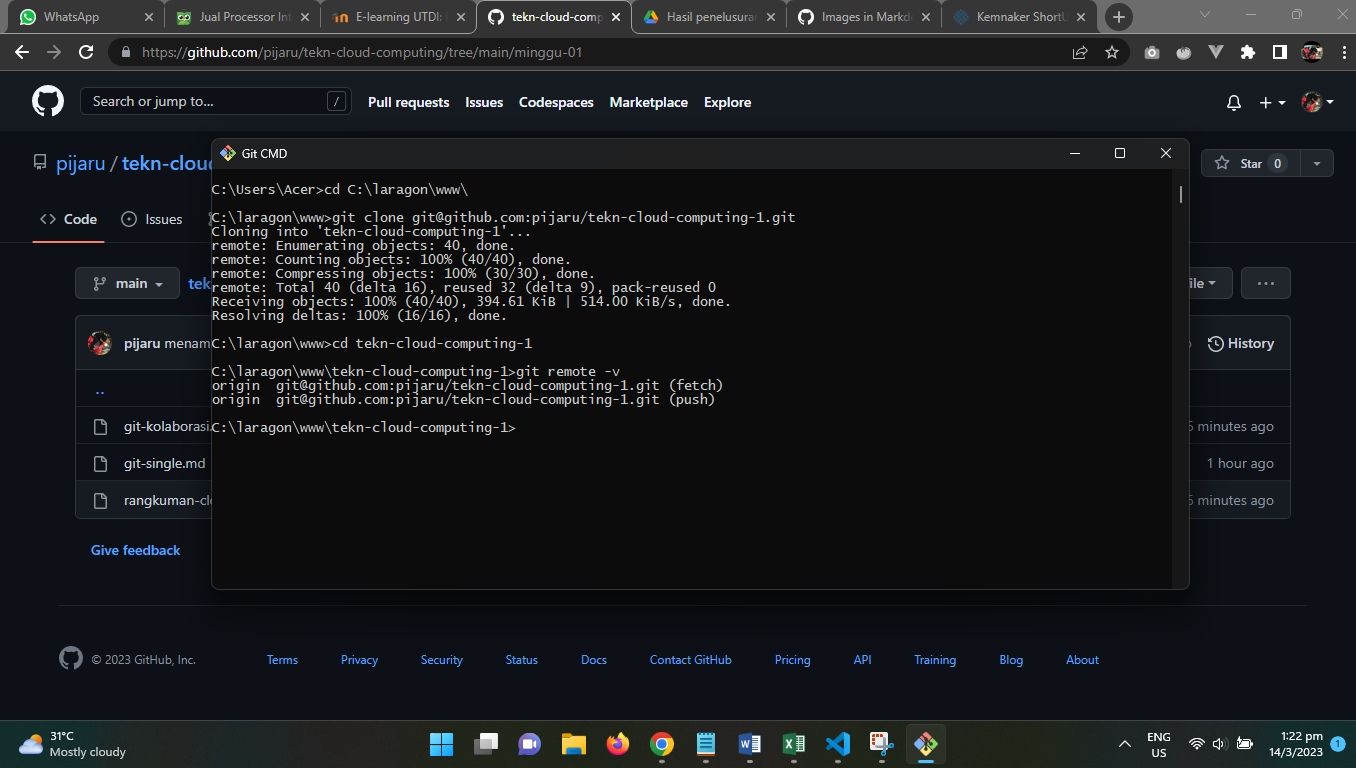 WhatsApp
Jual Processor Int
E-learning UTDI:
tekn-cloud-comp
Hasil penelusuran
Images in Markdo
Kemnaker ShortU
https://github.com/pijaru/tekn-cloud-computing/tree/main/minggu-01
Search or jump to...
/
Pull requests
Issues
Codespaces
Marketplace
Explore
pijaru / tekn-cloud
Star 0
Code
Issues
Git CMD
C:\Users\Acer>cd C:\laragon\www\
C:\laragon\www>git clone git@github.com:pijaru/tekn-cloud-computing-1.git
Cloning into 'tekn-cloud-computing-1'...
remote: Enumerating objects: 40, done.
remote: Counting objects: 100% (40/40), done.
remote: Compressing objects: 100% (30/30), done.
remote: Total 40 (delta 16), reused 32 (delta 9), pack-reused 0
Receiving objects: 100% (40/40), 394.61 KiB | 514.00 KiB/s, done.
Resolving deltas: 100% (16/16), done.
C:\laragon\www>cd tekn-cloud-computing-1
C:\laragon\www\tekn-cloud-computing-1>git remote -v
origin  git@github.com:pijaru/tekn-cloud-computing-1.git (fetch)
origin  git@github.com:pijaru/tekn-cloud-computing-1.git (push)
C:\laragon\www\tekn-cloud-computing-1>
main
tek
ile
...
pijaru menam
History
..
git-kolaborasi.
6 minutes ago
git-single.md
1 hour ago
rangkuman-clo
6 minutes ago
Give feedback
© 2023 GitHub, Inc.
Terms
Privacy
Security
Status
Docs
Contact GitHub
Pricing
API
Training
Blog
About
31°C
Mostly cloudy
ENG
US
1:22 pm
14/3/2023
1